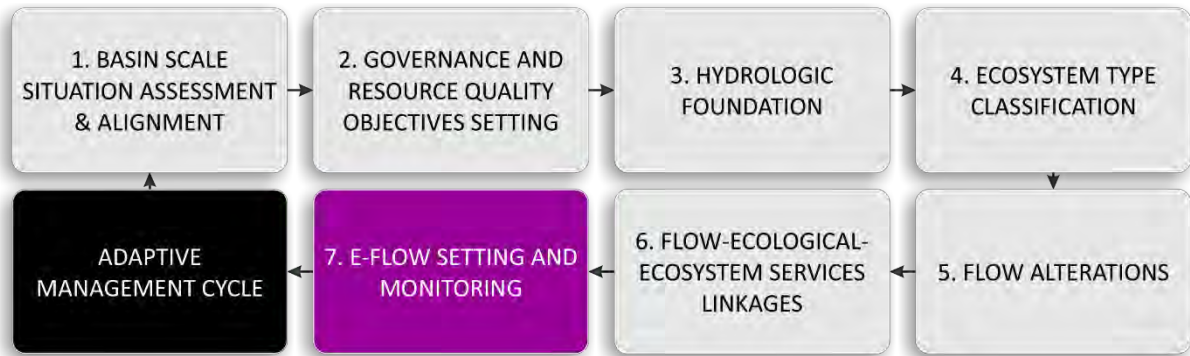 1. BASIN SCALE
SITUATION ASSESSMENT
& ALIGNMENT
2. GOVERNANCE AND
RESOURCE QUALITY
OBJECTIVES SETTING
3. HYDROLOGIC
FOUNDATION
4. ECOSYSTEM TYPE
CLASSIFICATION
ADAPTIVE
MANAGEMENT CYCLE
7. E-FLOW SETTING AND
MONITORING
6. FLOW-ECOLOGICAL-
ECOSYSTEM SERVICES
LINKAGES
5. FLOW ALTERATIONS